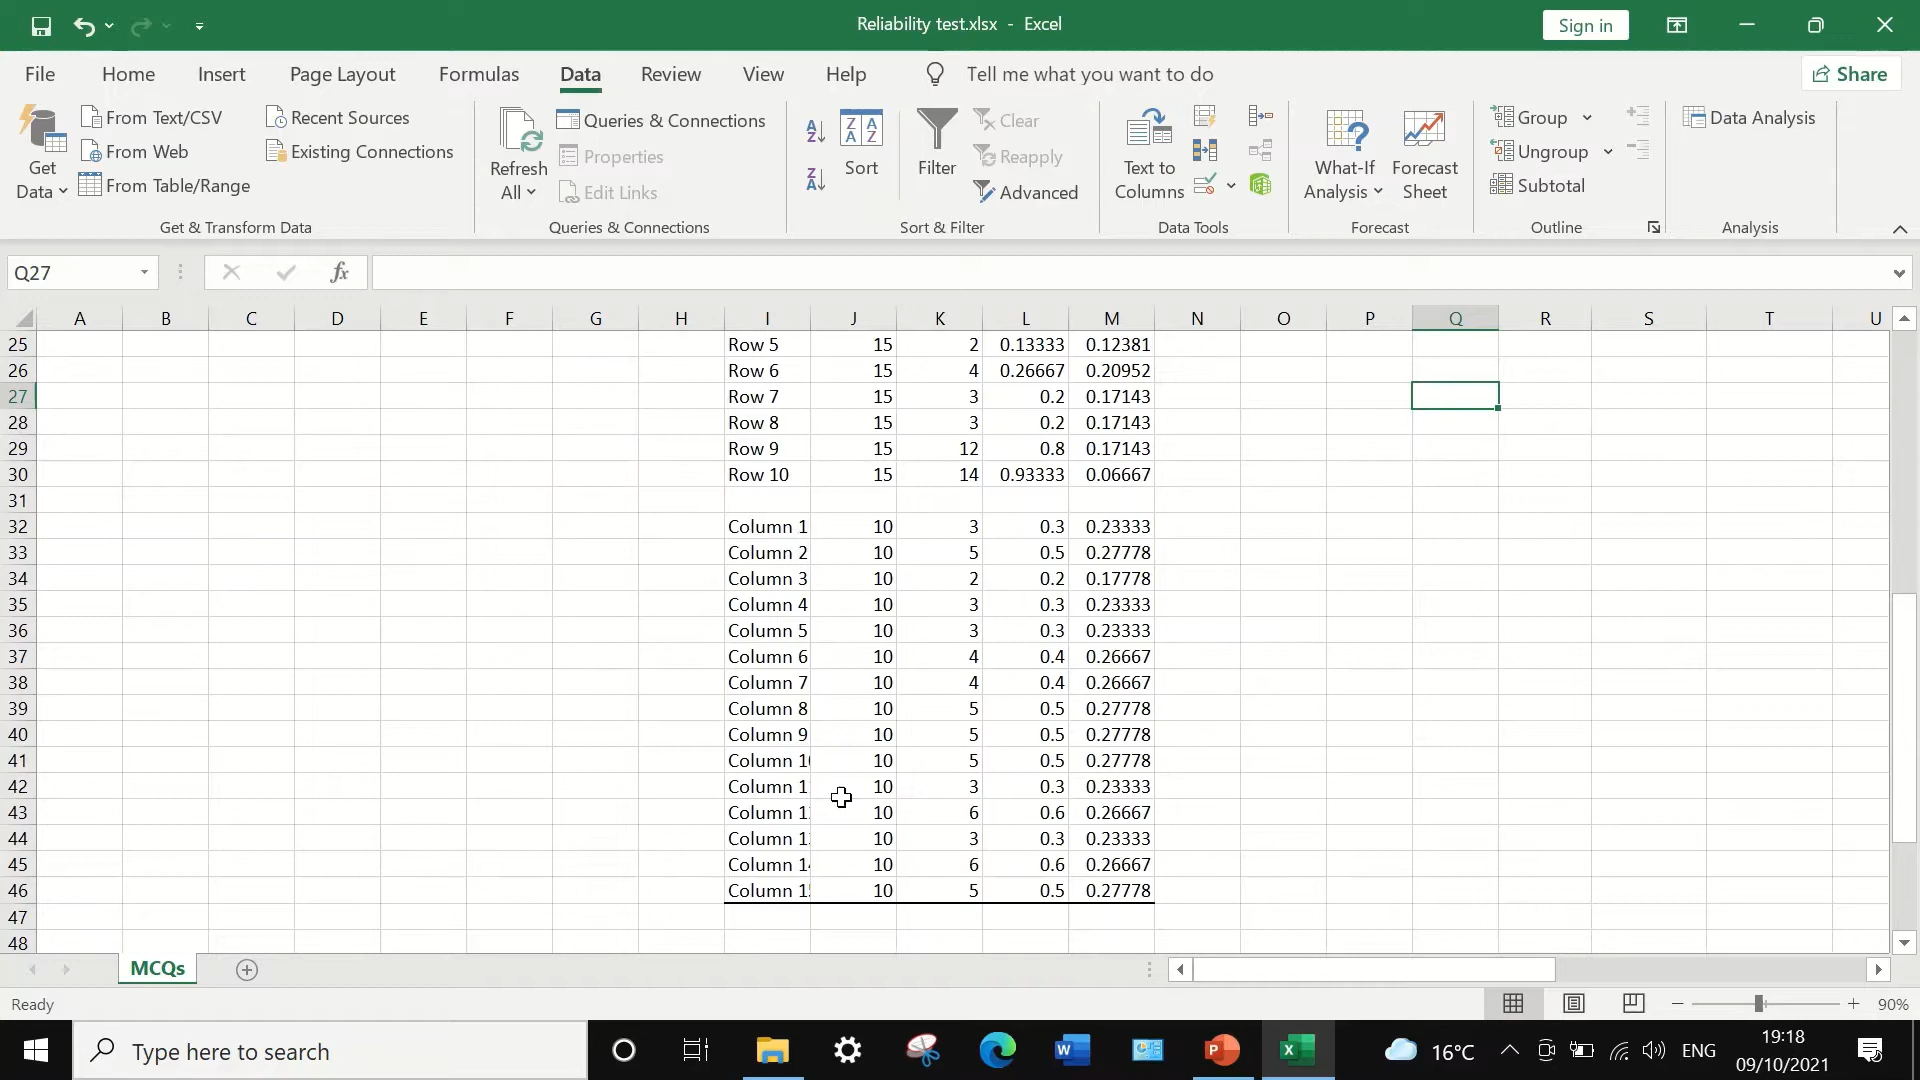 Reliability test.xlsx - Excel
Sign in
File Home Insert Page Layout Formulas Data Review View Help Tell me what you want to do Share
Get Data
From Text/CSV
From Web
From Table/Range
Recent Sources
Existing Connections
Get & Transform Data
Refresh All
Queries & Connections
Properties
Edit Links
Queries & Connections
Sort
Filter
Clear
Reapply
Advanced
Sort & Filter
Text to Columns
Data Tools
What-If Analysis
Forecast Sheet
Forecast
Group
Ungroup
Subtotal
Outline
Data Analysis
Analysis
Q27 fx
A B C D E F G H I J K L M N O P Q R S T U
25 Row 5 15 2 0.13333 0.12381
26 Row 6 15 4 0.26667 0.20952
27 Row 7 15 3 0.2 0.17143
28 Row 8 15 3 0.2 0.17143
29 Row 9 15 12 0.8 0.17143
30 Row 10 15 14 0.93333 0.06667
31
32 Column 1 10 3 0.3 0.23333
33 Column 2 10 5 0.5 0.27778
34 Column 3 10 2 0.2 0.17778
35 Column 4 10 3 0.3 0.23333
36 Column 5 10 3 0.3 0.23333
37 Column 6 10 4 0.4 0.26667
38 Column 7 10 4 0.4 0.26667
39 Column 8 10 5 0.5 0.27778
40 Column 9 10 5 0.5 0.27778
41 Column 10 10 5 0.5 0.27778
42 Column 1 10 3 0.3 0.23333
43 Column 1 10 6 0.6 0.26667
44 Column 1 10 3 0.3 0.23333
45 Column 14 10 6 0.6 0.26667
46 Column 1 10 5 0.5 0.27778
47
48
MCQs
Ready
90%
Type here to search
16°C
ENG
19:18
09/10/2021